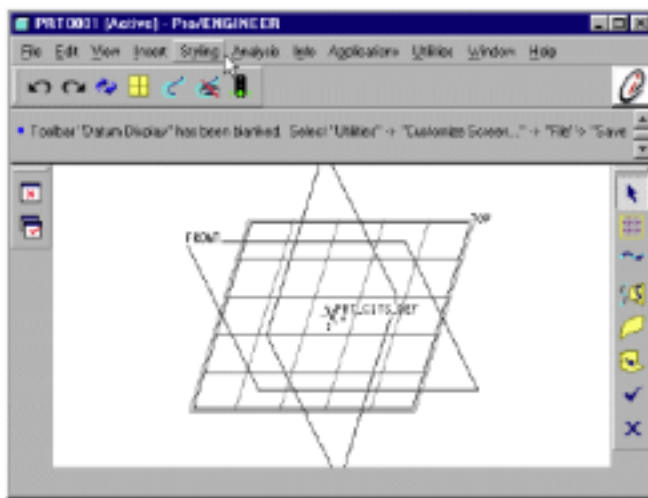 PRT0001 (Active) - Pro/ENGINEER
File Edit View Insert Styling Analysis Info Applications Utilities Window Help
Toolbar 'Datum Display' has been blanked. Select "Utilities" -> "Customize Screen..." -> "File" > "Save
TOP
FRONT
PRT_CSYS_DEF